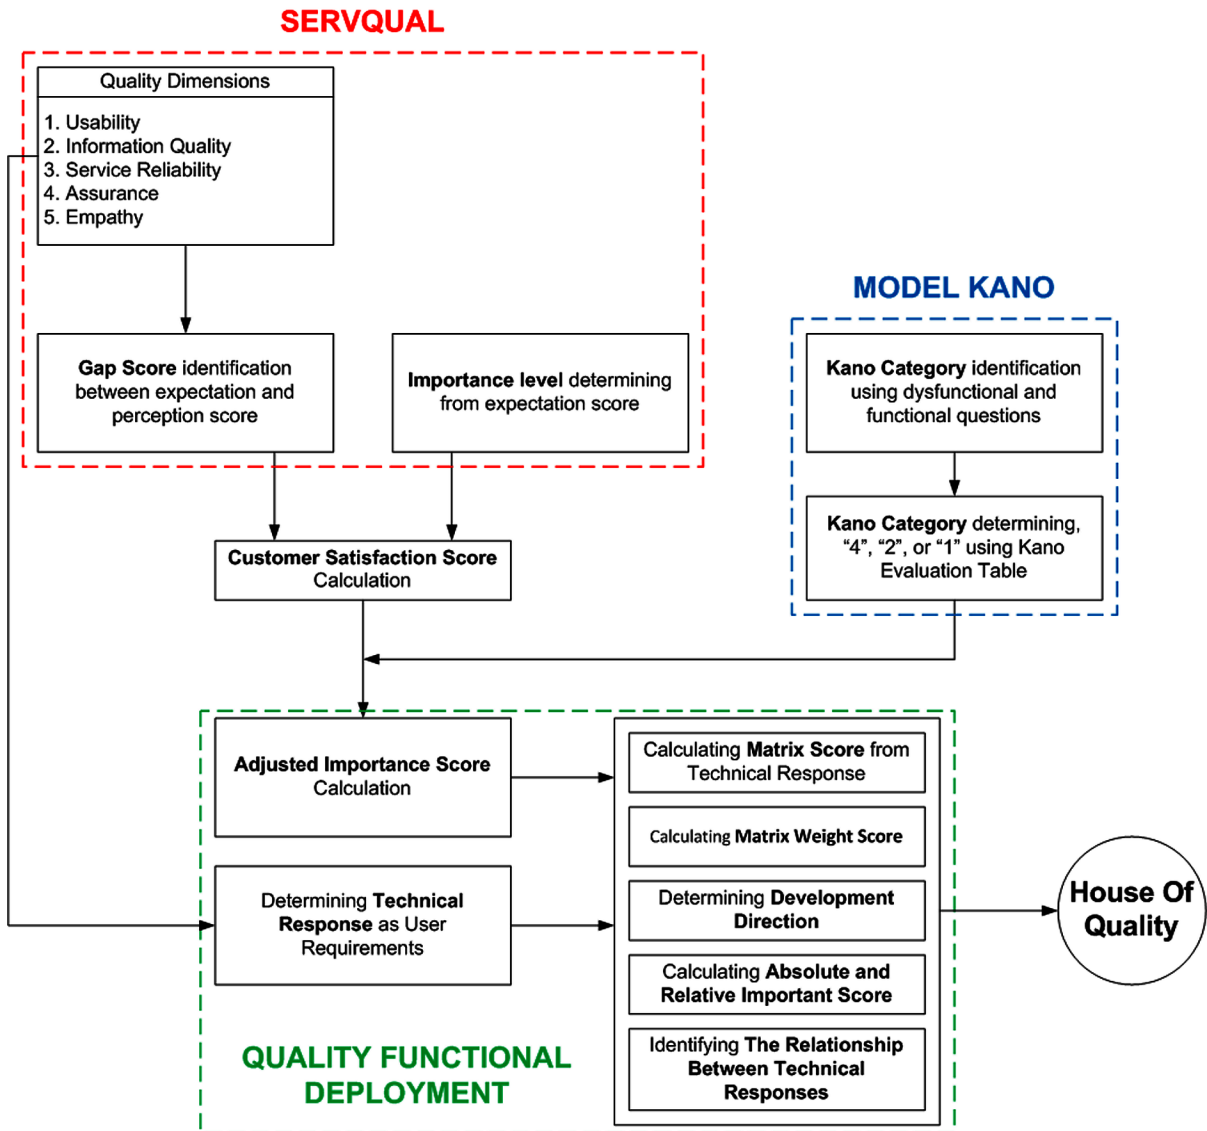 SERVQUAL
Quality Dimensions
1. Usability
2. Information Quality
3. Service Reliability
4. Assurance
5. Empathy
MODEL KANO
Gap Score identification
between expectation and
perception score
Importance level determining
from expectation score
Kano Category identification
using dysfunctional and
functional questions
Kano Category determining,
“4”, “2”, or “1” using Kano
Evaluation Table
Customer Satisfaction Score
Calculation
Adjusted Importance Score
Calculation
Calculating Matrix Score from
Technical Response
Calculating Matrix Weight Score
Determining Technical
Response as User
Requirements
Determining Development
Direction
House Of
Quality
Calculating Absolute and
Relative Important Score
Identifying The Relationship
Between Technical
Responses
QUALITY FUNCTIONAL
DEPLOYMENT